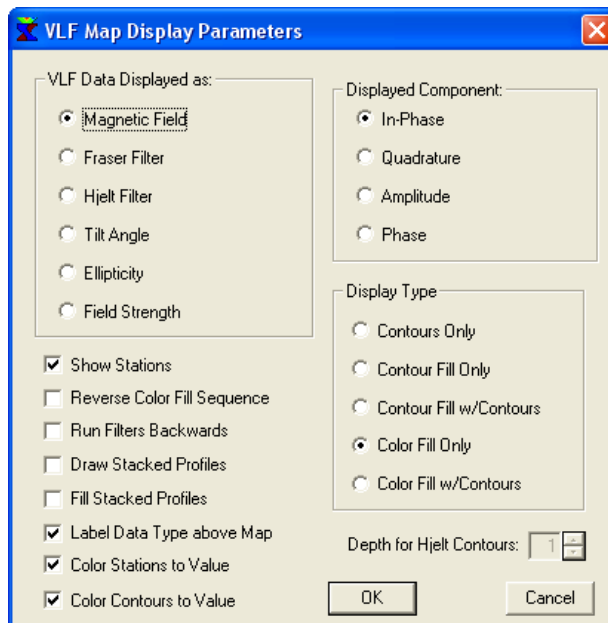 VLF Map Display Parameters
VLF Data Displayed as:
Magnetic Field
Fraser Filter
Hjelt Filter
Tilt Angle
Ellipticity
Field Strength
Show Stations
Reverse Color Fill Sequence
Run Filters Backwards
Draw Stacked Profiles
Fill Stacked Profiles
Label Data Type above Map
Color Stations to Value
Color Contours to Value
Displayed Component:
In-Phase
Quadrature
Amplitude
Phase
Display Type
Contours Only
Contour Fill Only
Contour Fill w/Contours
Color Fill Only
Color Fill w/Contours
Depth for Hjelt Contours: 1
OK
Cancel